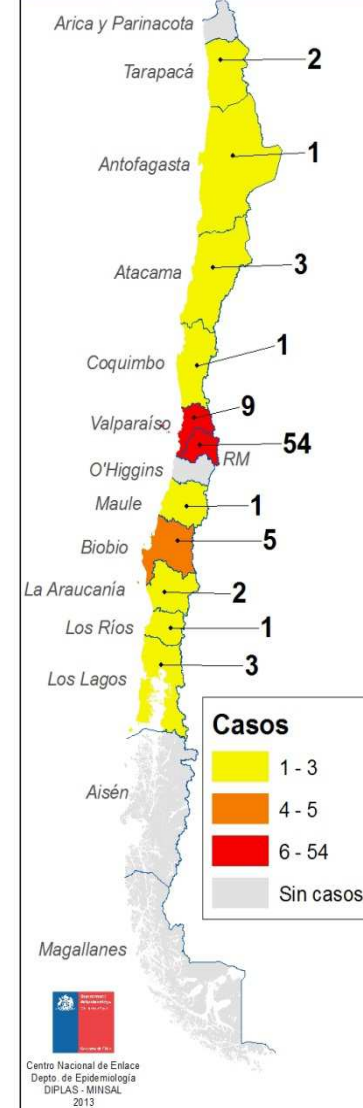 Arica y Parinacota
2
Tarapacá
1
Antofagasta
3
Atacama
1
Coquimbo
9
Valparaíso
54
RM
O'Higgins
1
Maule
5
Biobio
2
La Araucanía
1
Los Ríos
3
Los Lagos
Casos
1 - 3
4 - 5
6 - 54
Sin casos
Aisén
Magallanes
Centro Nacional de Enlace
Depto. de Epidemiología
DIPLAS - MINSAL
2013